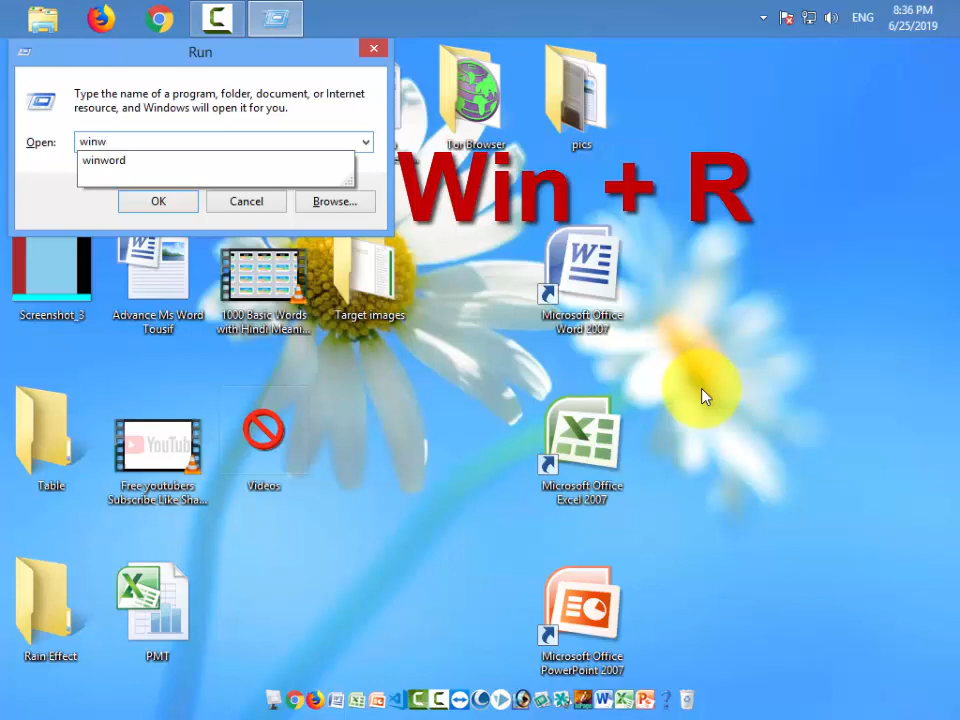 ENG
8:36 PM
6/25/2019
Run
Type the name of a program, folder, document, or Internet
resource, and Windows will open it for you.
Open:
winw
winword
OK
Cancel
Browse...
Tor Browser
pics
Win + R
Screenshot_3
Advance Ms Word
Tousif
1000 Basic Words
with Hindi Meani...
Target images
Microsoft Office
Word 2007
Table
YouTub
Free youtubers
Subscribe Like Sha...
Videos
Microsoft Office
Excel 2007
Rain Effect
PMT
Microsoft Office
PowerPoint 2007